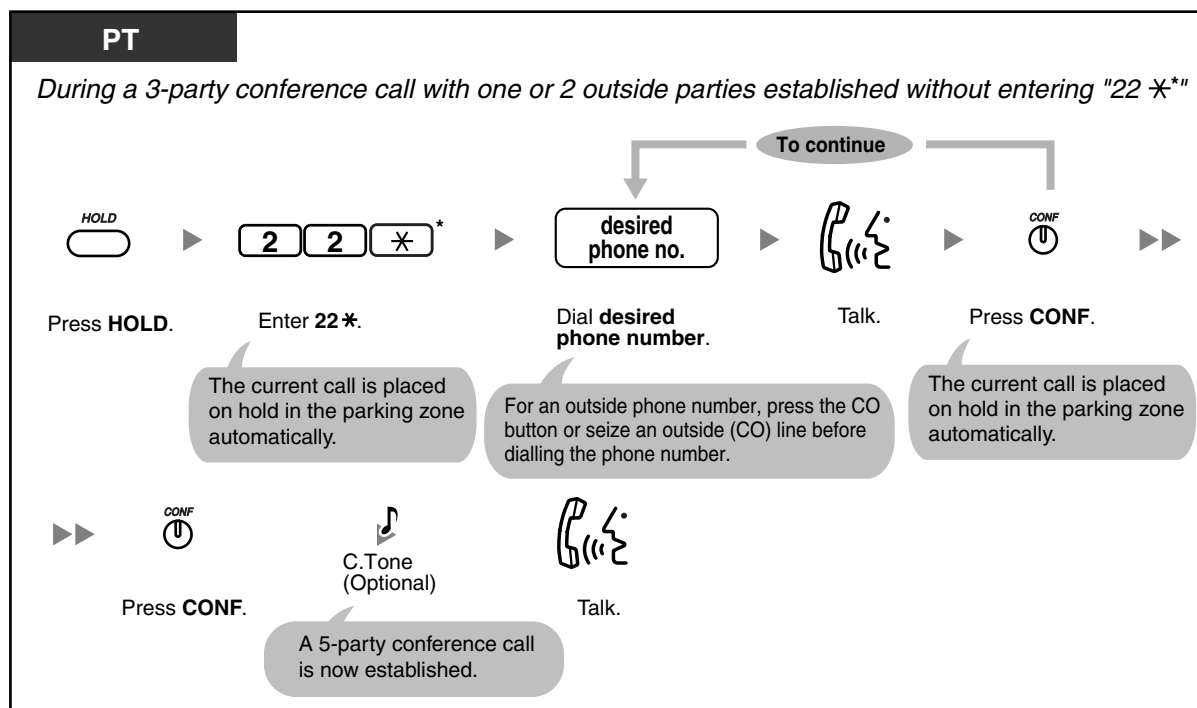 PT
During a 3-party conference call with one or 2 outside parties established without entering "22 ✳*"
To continue
HOLD
2 2 ✳ *
desired
phone no.
CONF
Press HOLD.
Enter 22✳.
Dial desired
phone number.
Talk.
Press CONF.
The current call is placed
on hold in the parking zone
automatically.
For an outside phone number, press the CO
button or seize an outside (CO) line before
dialling the phone number.
The current call is placed
on hold in the parking zone
automatically.
CONF
C.Tone
(Optional)
Press CONF.
Talk.
A 5-party conference call
is now established.